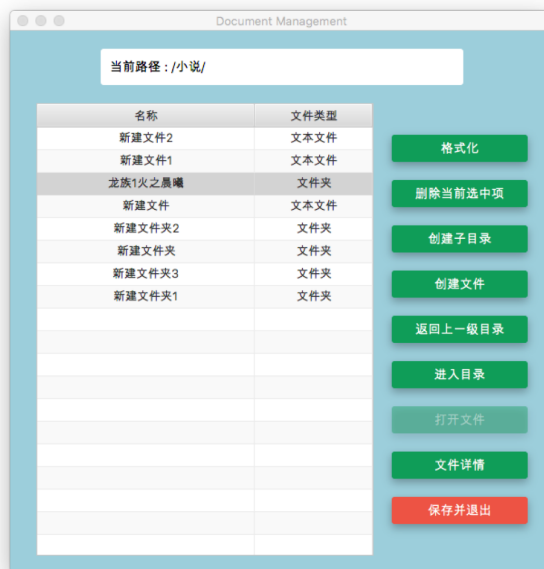 Document Management
当前路径 : /小说/
名称 文件类型
新建文件2 文本文件
新建文件1 文本文件
龙族1火之晨曦 文件夹
新建文件 文本文件
新建文件夹2 文件夹
新建文件夹 文件夹
新建文件夹3 文件夹
新建文件夹1 文件夹
格式化
删除当前选中项
创建子目录
创建文件
返回上一级目录
进入目录
打开文件
文件详情
保存并退出